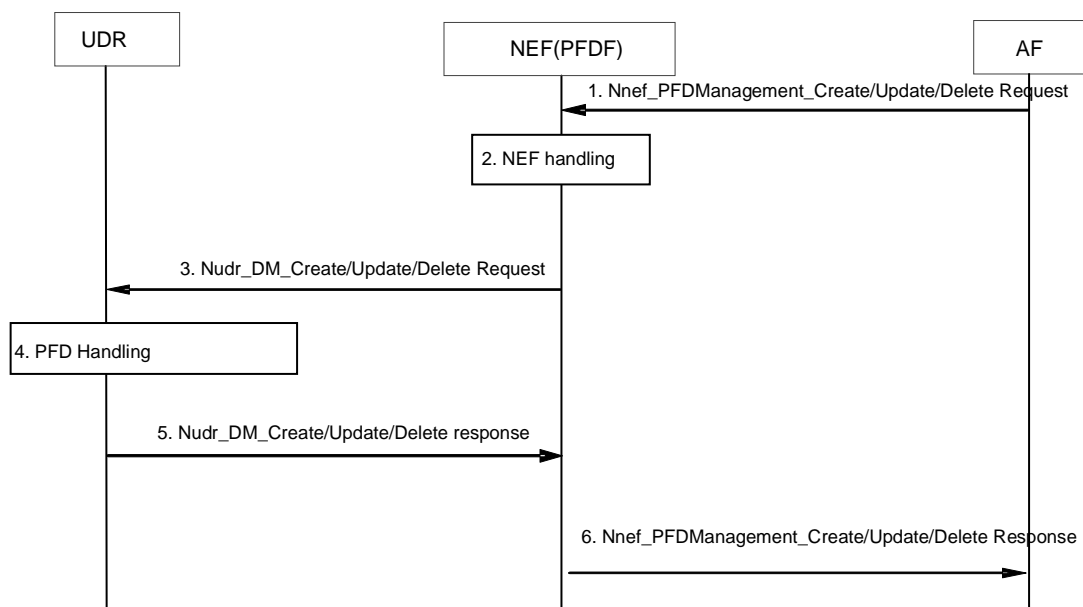 UDR
NEF(PFDF)
AF
1. Nnef_PFDManagement_Create/Update/Delete Request
2. NEF handling
3. Nudr_DM_Create/Update/Delete Request
4. PFD Handling
5. Nudr_DM_Create/Update/Delete response
6. Nnef_PFDManagement_Create/Update/Delete Response